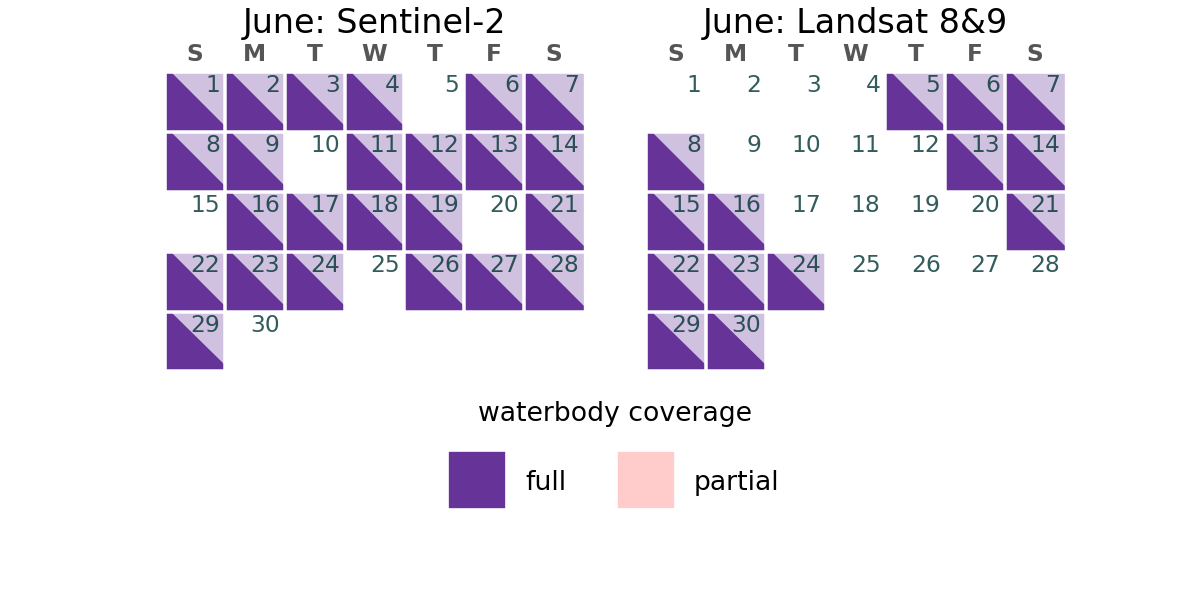 June: Sentinel-2
S M T W T F S
1 2 3 4 5 6 7
8 9 10 11 12 13 14
15 16 17 18 19 20 21
22 23 24 25 26 27 28
29 30
June: Landsat 8&9
S M T W T F S
1 2 3 4 5 6 7
8 9 10 11 12 13 14
15 16 17 18 19 20 21
22 23 24 25 26 27 28
29 30
waterbody coverage
full partial